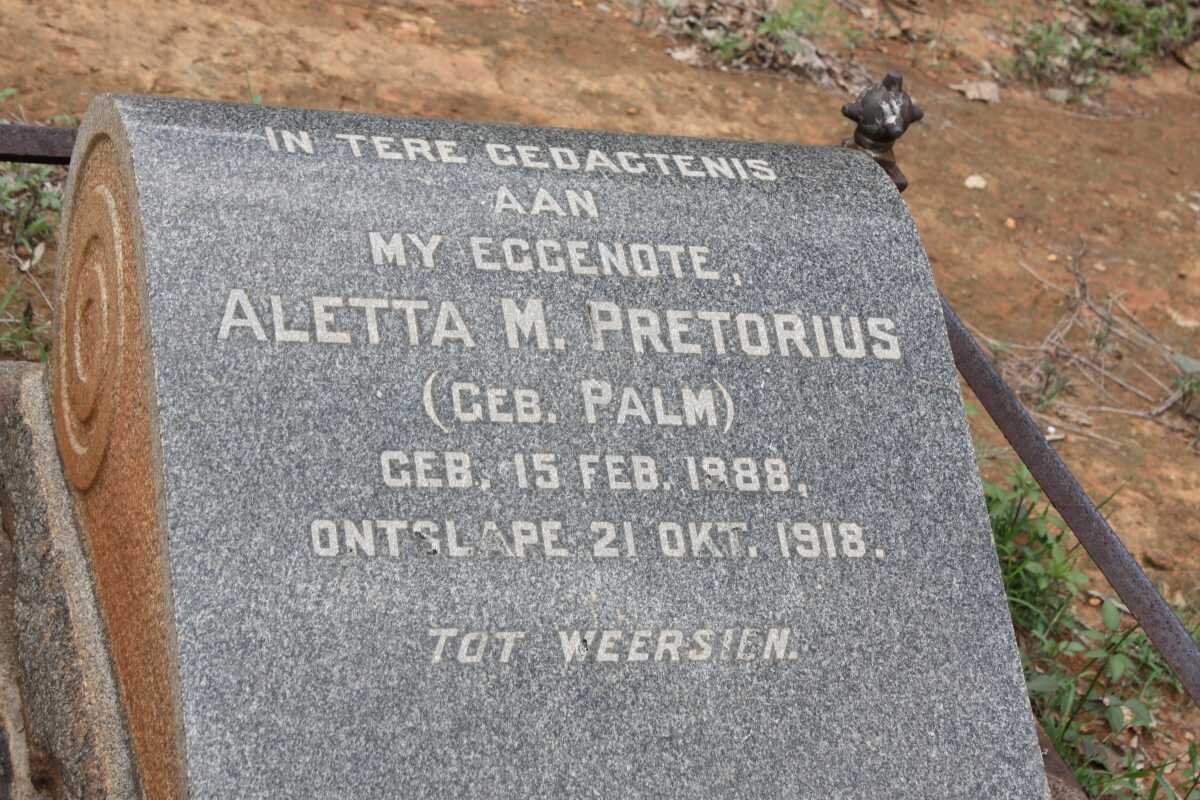 IN TERE GEDAGTENIS
AAN
MY EGGENOTE,
ALETTA M. PRETORIUS
(GEB. PALM)
GEB. 15 FEB. 1888,
ONTSLAPE 21 OKT. 1918.
TOT WEERSIEN.